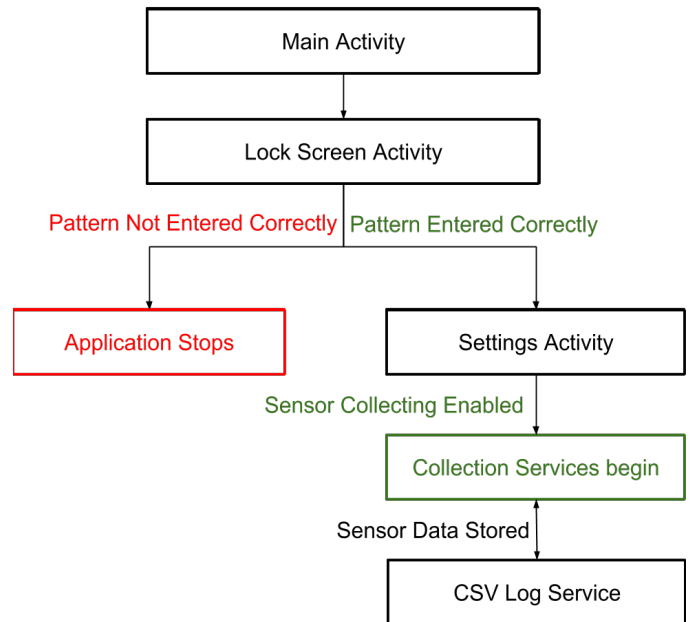 Main Activity
Lock Screen Activity
Pattern Not Entered Correctly
Pattern Entered Correctly
Application Stops
Settings Activity
Sensor Collecting Enabled
Collection Services begin
Sensor Data Stored
CSV Log Service